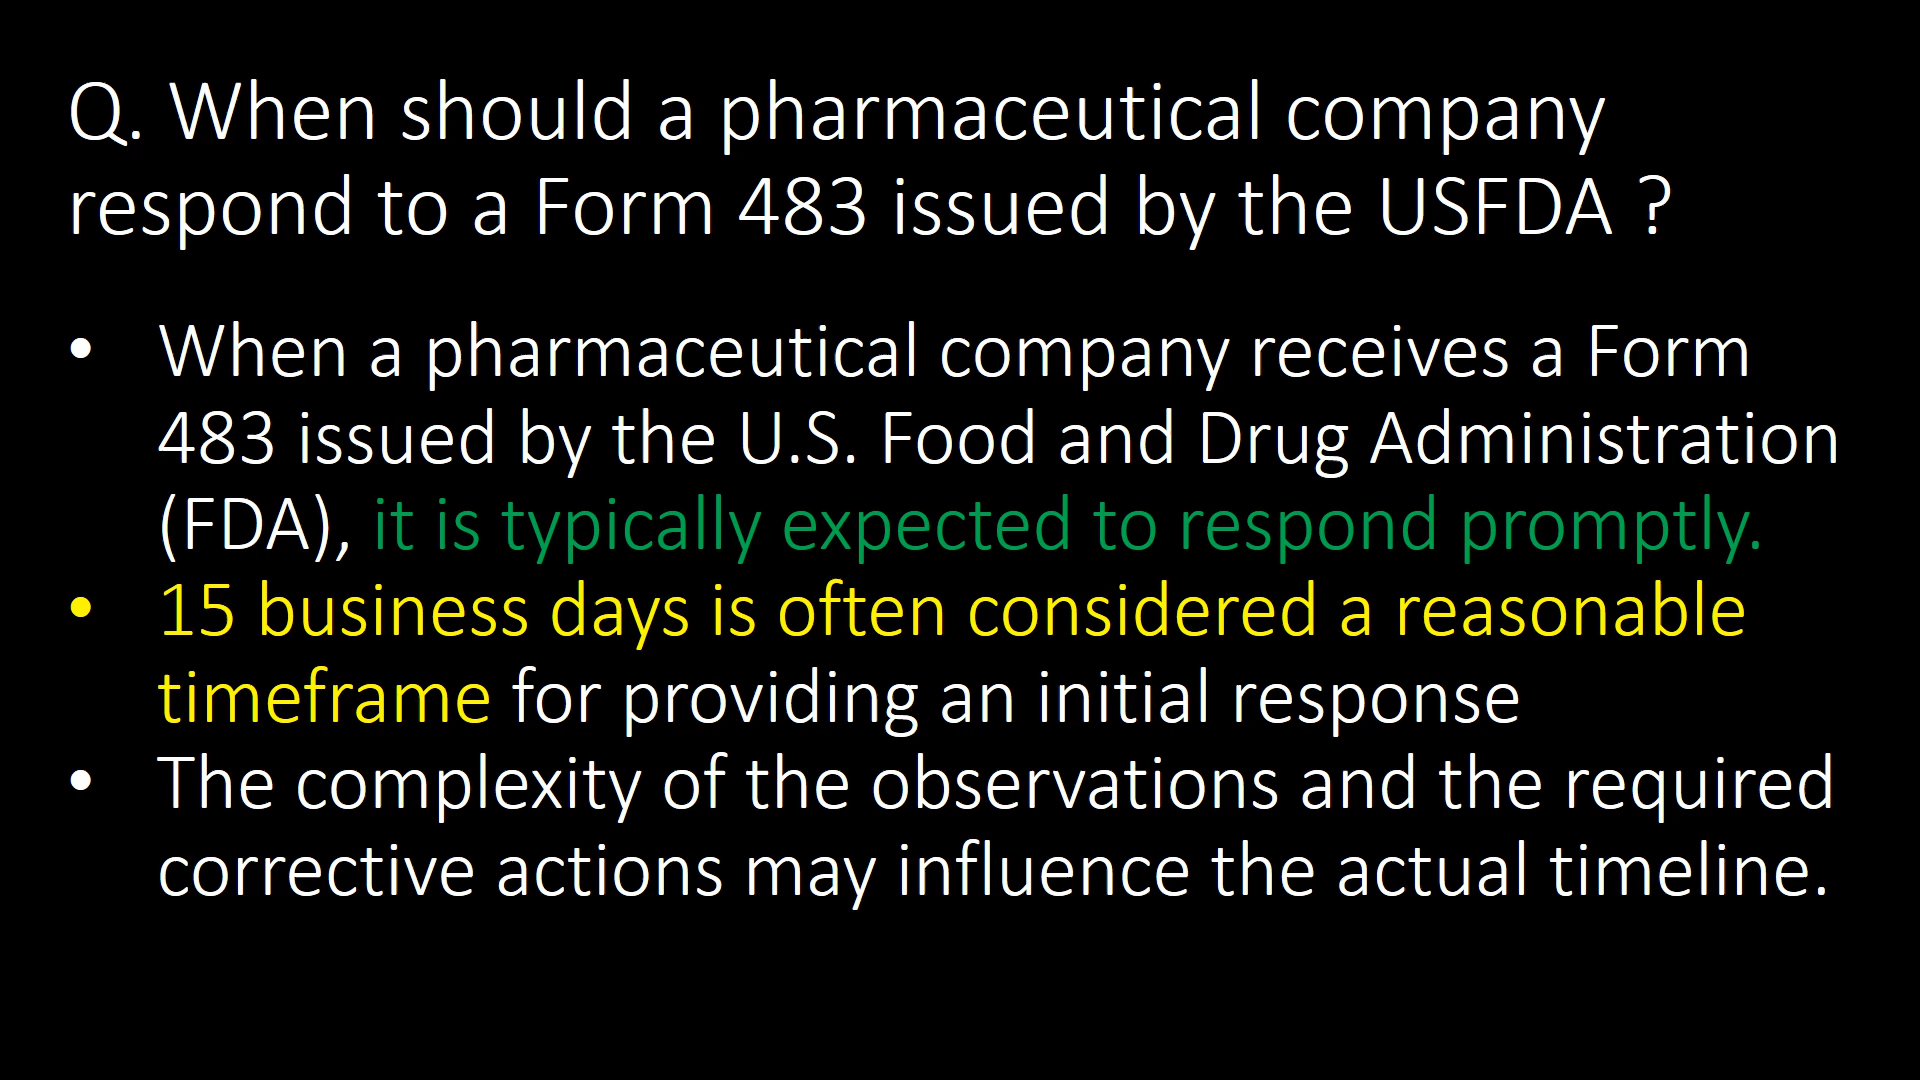 Q. When should a pharmaceutical company
respond to a Form 483 issued by the USFDA ?
• When a pharmaceutical company receives a Form
483 issued by the U.S. Food and Drug Administration
(FDA), it is typically expected to respond promptly.
• 15 business days is often considered a reasonable
timeframe for providing an initial response
• The complexity of the observations and the required
corrective actions may influence the actual timeline.